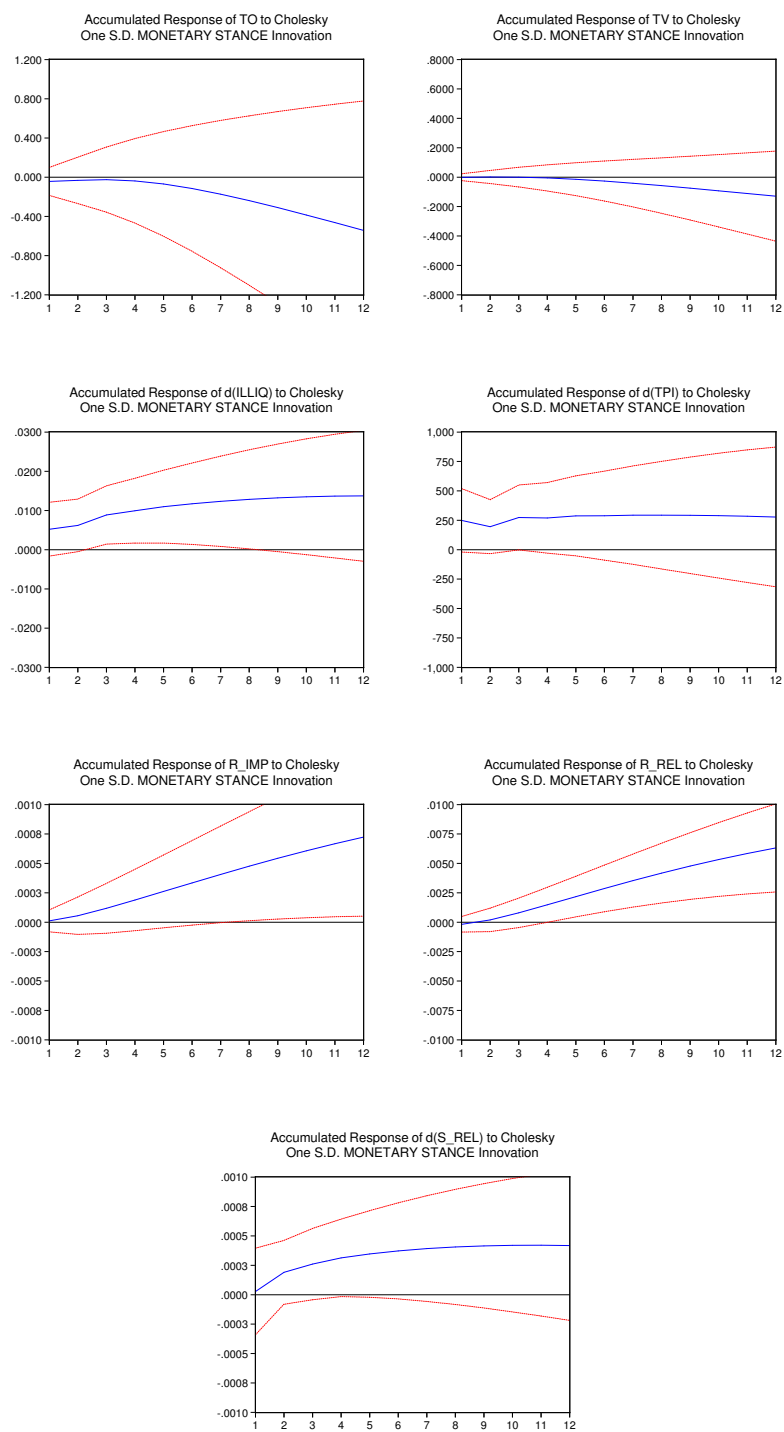 Accumulated Response of TO to Cholesky
One S.D. MONETARY STANCE Innovation
1.200
0.800
0.400
0.000
-0.400
-0.800
-1.200
1 2 3 4 5 6 7 8 9 10 11 12
Accumulated Response of TV to Cholesky
One S.D. MONETARY STANCE Innovation
.8000
.6000
.4000
.2000
.0000
-.2000
-.4000
-.6000
-.8000
1 2 3 4 5 6 7 8 9 10 11 12
Accumulated Response of d(ILLIQ) to Cholesky
One S.D. MONETARY STANCE Innovation
.0300
.0200
.0100
.0000
-.0100
-.0200
-.0300
1 2 3 4 5 6 7 8 9 10 11 12
Accumulated Response of d(TPI) to Cholesky
One S.D. MONETARY STANCE Innovation
1,000
750
500
250
0
-250
-500
-750
-1,000
1 2 3 4 5 6 7 8 9 10 11 12
Accumulated Response of R_IMP to Cholesky
One S.D. MONETARY STANCE Innovation
.0010
.0008
.0005
.0003
.0000
-.0003
-.0005
-.0008
-.0010
1 2 3 4 5 6 7 8 9 10 11 12
Accumulated Response of R_REL to Cholesky
One S.D. MONETARY STANCE Innovation
.0100
.0075
.0050
.0025
.0000
-.0025
-.0050
-.0075
-.0100
1 2 3 4 5 6 7 8 9 10 11 12
Accumulated Response of d(S_REL) to Cholesky
One S.D. MONETARY STANCE Innovation
.0010
.0008
.0005
.0003
.0000
-.0003
-.0005
-.0008
-.0010
1 2 3 4 5 6 7 8 9 10 11 12